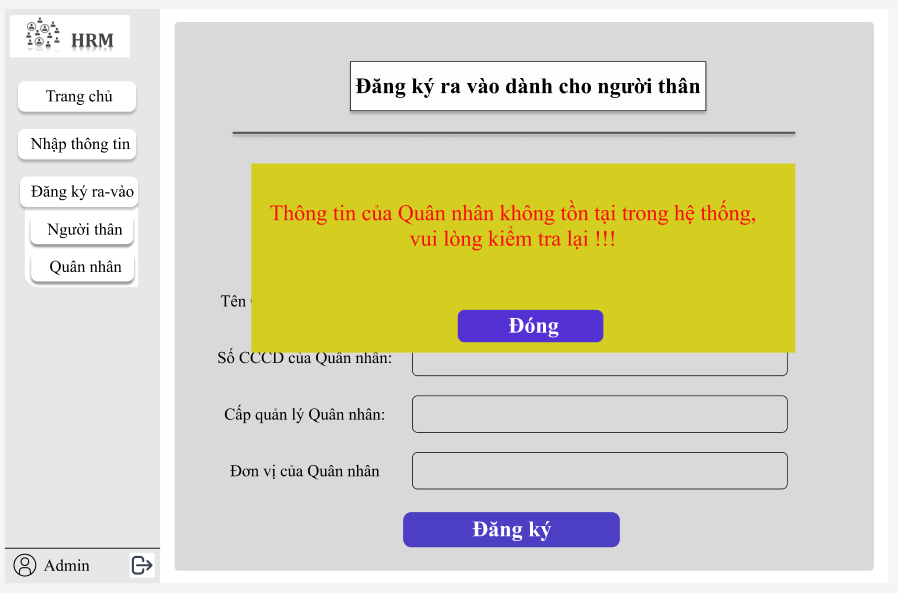 HRM
Trang chủ
Nhập thông tin
Đăng ký ra-vào
Người thân
Quân nhân
Admin
Đăng ký ra vào dành cho người thân
Thông tin của Quân nhân không tồn tại trong hệ thống,
vui lòng kiểm tra lại !!!
Đóng
Tên
Số CCCD của Quân nhân:
Cấp quản lý Quân nhân:
Đơn vị của Quân nhân
Đăng ký